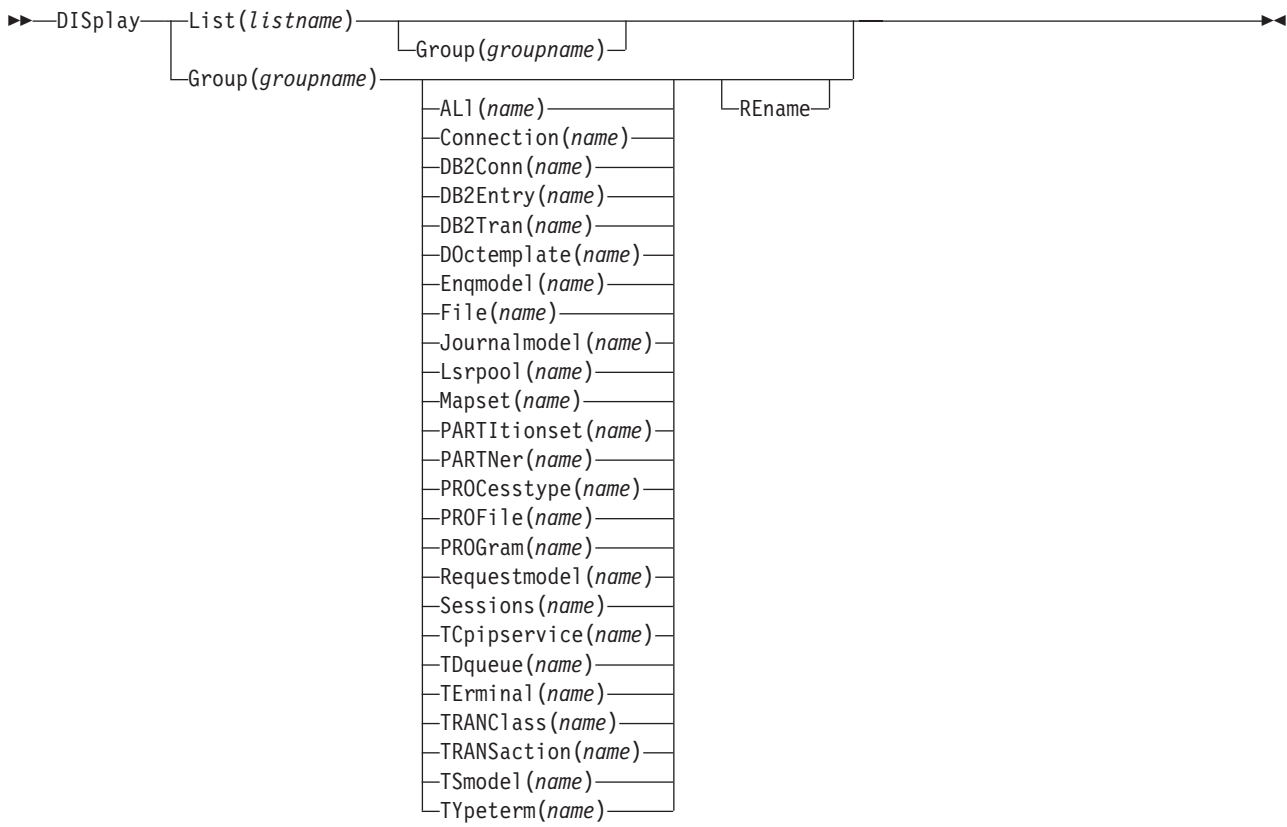 DISplay List(listname)
Group(groupname)
Group(groupname)
ALl(name) REname
Connection(name)
DB2Conn(name)
DB2Entry(name)
DB2Tran(name)
DOctemplate(name)
Enqmodel(name)
File(name)
Journalmodel(name)
Lsrpool(name)
Mapset(name)
PARTItionset(name)
PARTNer(name)
PROCesstype(name)
PROFile(name)
PROGram(name)
Requestmodel(name)
Sessions(name)
TCpipservice(name)
TDqueue(name)
TErminal(name)
TRANClass(name)
TRANSaction(name)
TSmodel(name)
TYpeterm(name)